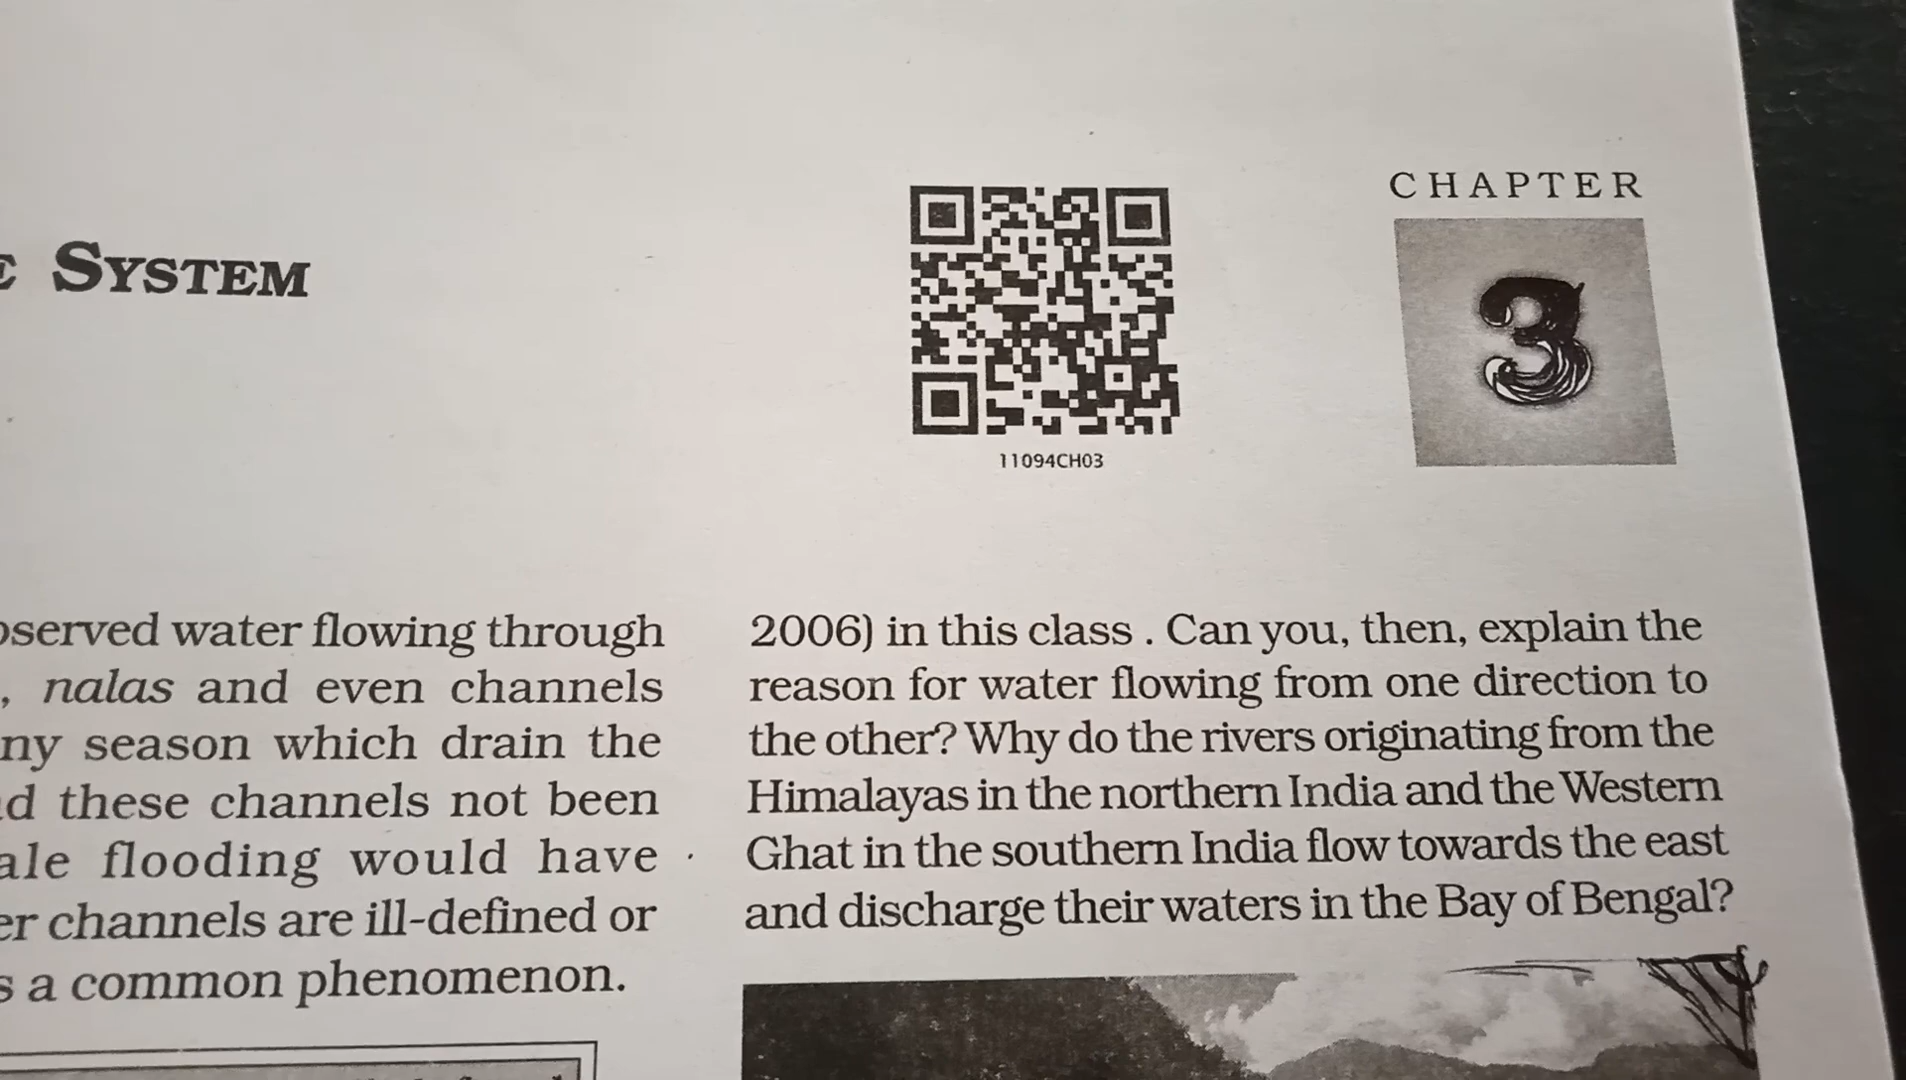 CHAPTER
3
SYSTEM
11094CH03
served water flowing through
, nalas and even channels
ny season which drain the
d these channels not been
ale flooding would have
er channels are ill-defined or
s a common phenomenon.
2006) in this class . Can you, then, explain the
reason for water flowing from one direction to
the other? Why do the rivers originating from the
Himalayas in the northern India and the Western
Ghat in the southern India flow towards the east
and discharge their waters in the Bay of Bengal?